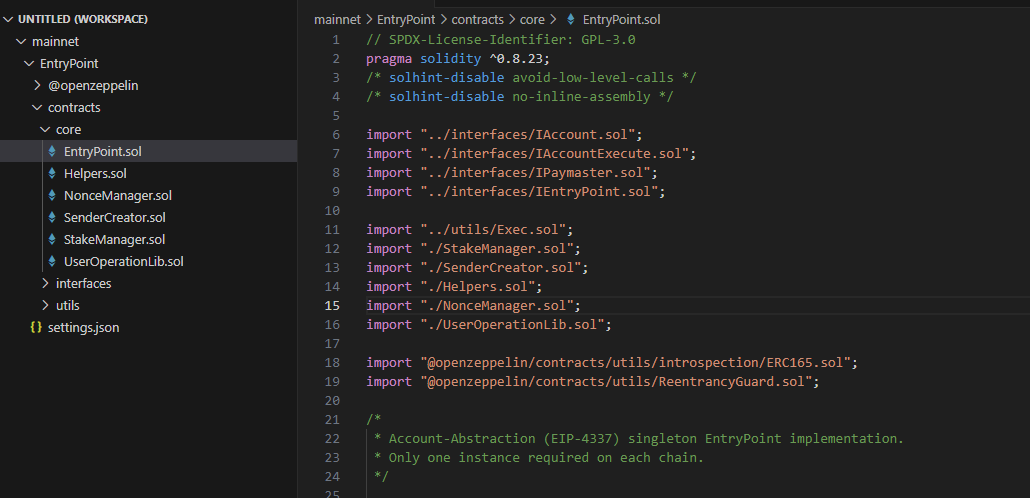 UNTITLED (WORKSPACE)
mainnet
EntryPoint
@openzeppelin
contracts
core
EntryPoint.sol
Helpers.sol
NonceManager.sol
SenderCreator.sol
StakeManager.sol
UserOperationLib.sol
interfaces
utils
{} settings.json
mainnet > EntryPoint > contracts > core > EntryPoint.sol
1 // SPDX-License-Identifier: GPL-3.0
2 pragma solidity ^0.8.23;
3 /* solhint-disable avoid-low-level-calls */
4 /* solhint-disable no-inline-assembly */
5
6 import "../interfaces/IAccount.sol";
7 import "../interfaces/IAccountExecute.sol";
8 import "../interfaces/IPaymaster.sol";
9 import "../interfaces/IEntryPoint.sol";
10
11 import "../utils/Exec.sol";
12 import "./StakeManager.sol";
13 import "./SenderCreator.sol";
14 import "./Helpers.sol";
15 import "./NonceManager.sol";
16 import "./UserOperationLib.sol";
17
18 import "@openzeppelin/contracts/utils/introspection/ERC165.sol";
19 import "@openzeppelin/contracts/utils/ReentrancyGuard.sol";
20
21 /*
22 * Account-Abstraction (EIP-4337) singleton EntryPoint implementation.
23 * Only one instance required on each chain.
24 */
25